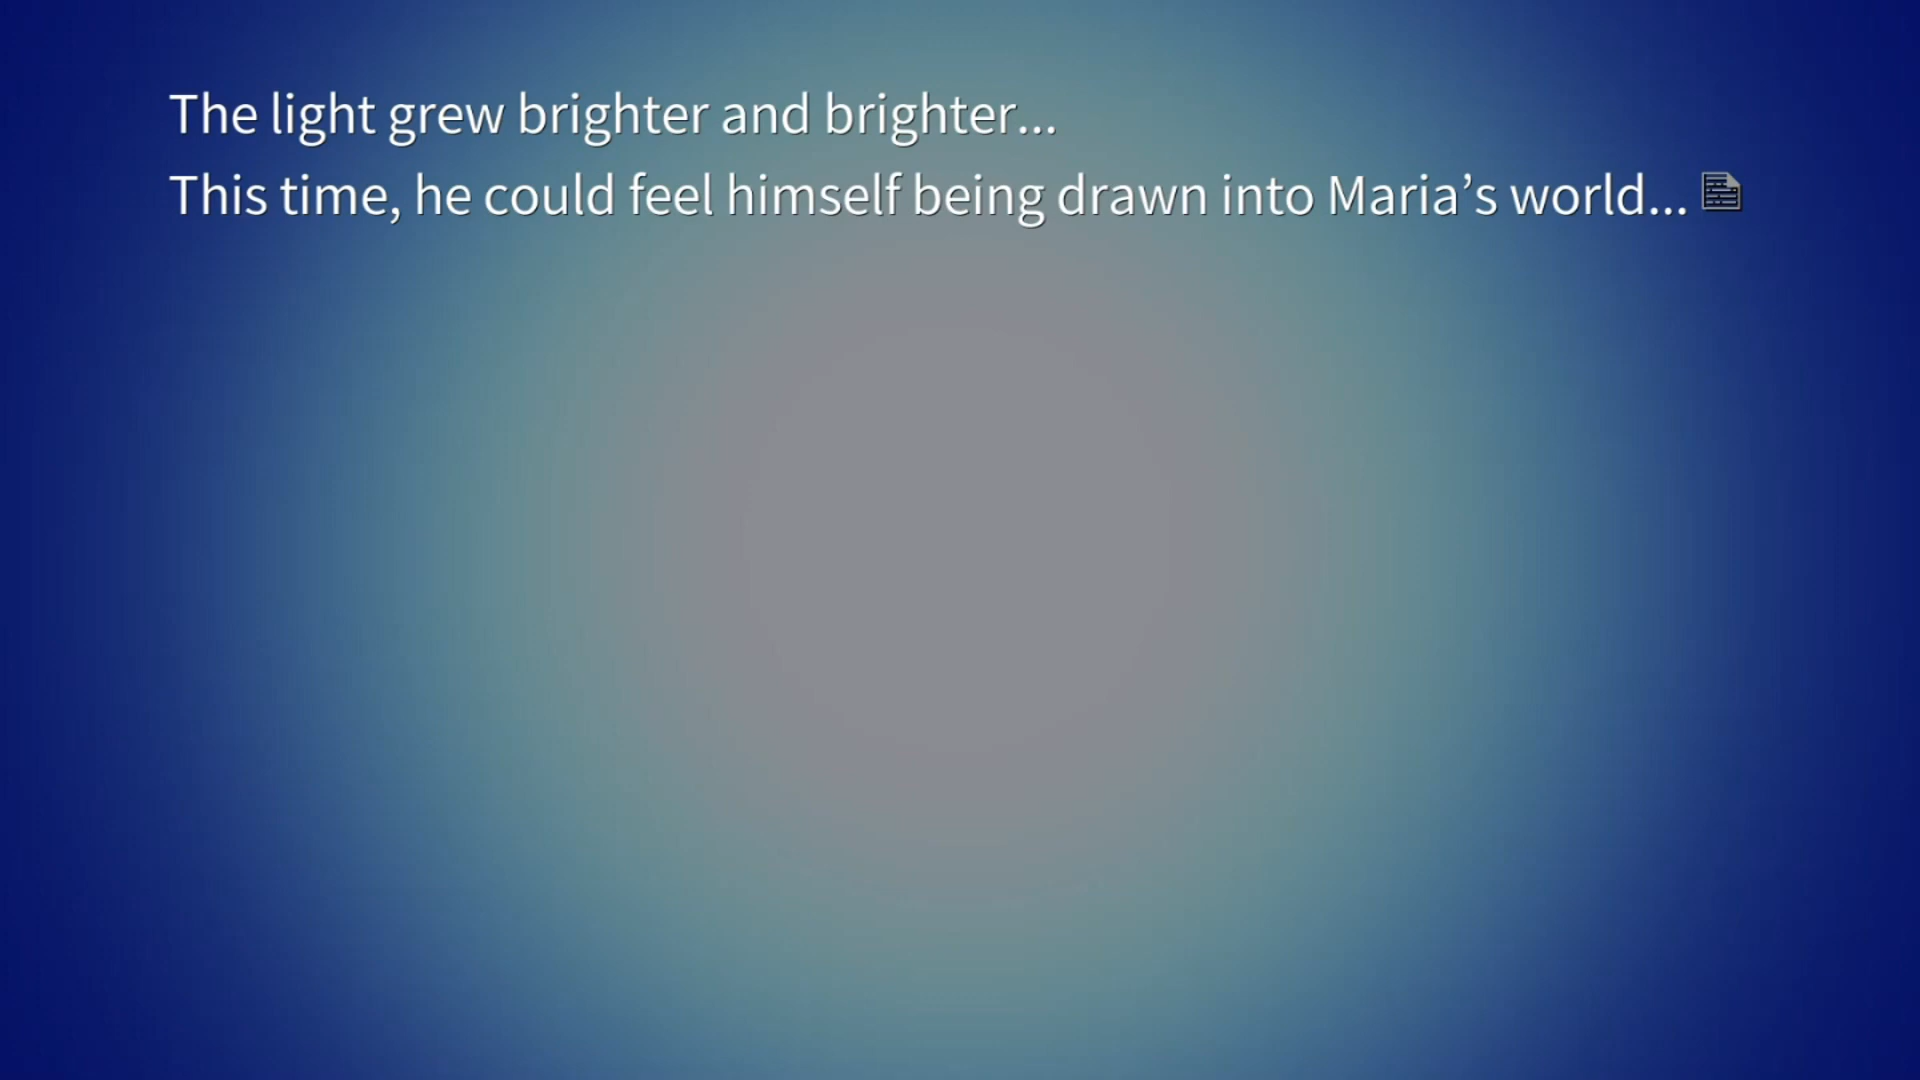 The light grew brighter and brighter...
This time, he could feel himself being drawn into Maria’s world...